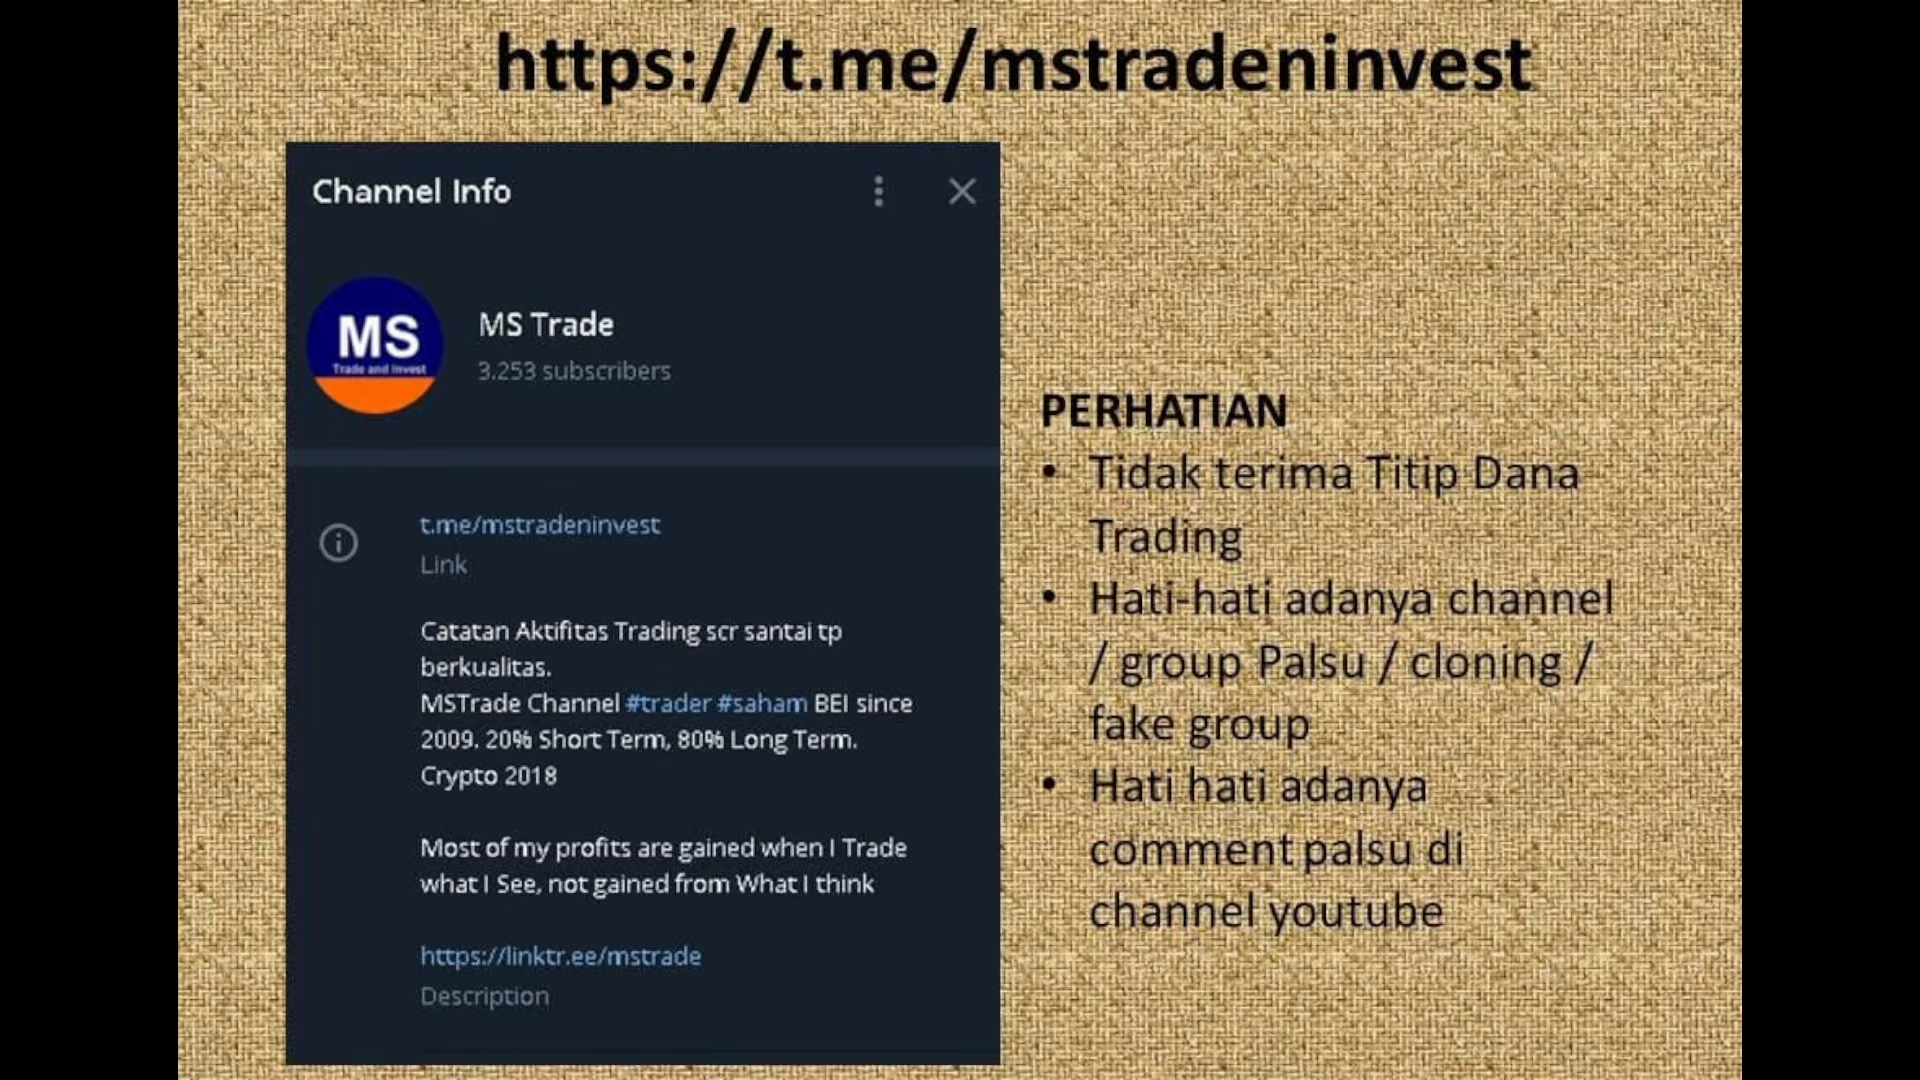 https://t.me/mstradeninvest
Channel Info
MS
Trade and Invest
MS Trade
3.253 subscribers
t.me/mstradeninvest
Link
Catatan Aktifitas Trading scr santai tp
berkualitas.
MSTrade Channel #trader #saham BEI since
2009. 20% Short Term, 80% Long Term.
Crypto 2018
Most of my profits are gained when I Trade
what I See, not gained from What I think
https://linktr.ee/mstrade
Description
PERHATIAN
• Tidak terima Titip Dana
Trading
• Hati-hati adanya channel
/ group Palsu / cloning /
fake group
• Hati hati adanya
comment palsu di
channel youtube